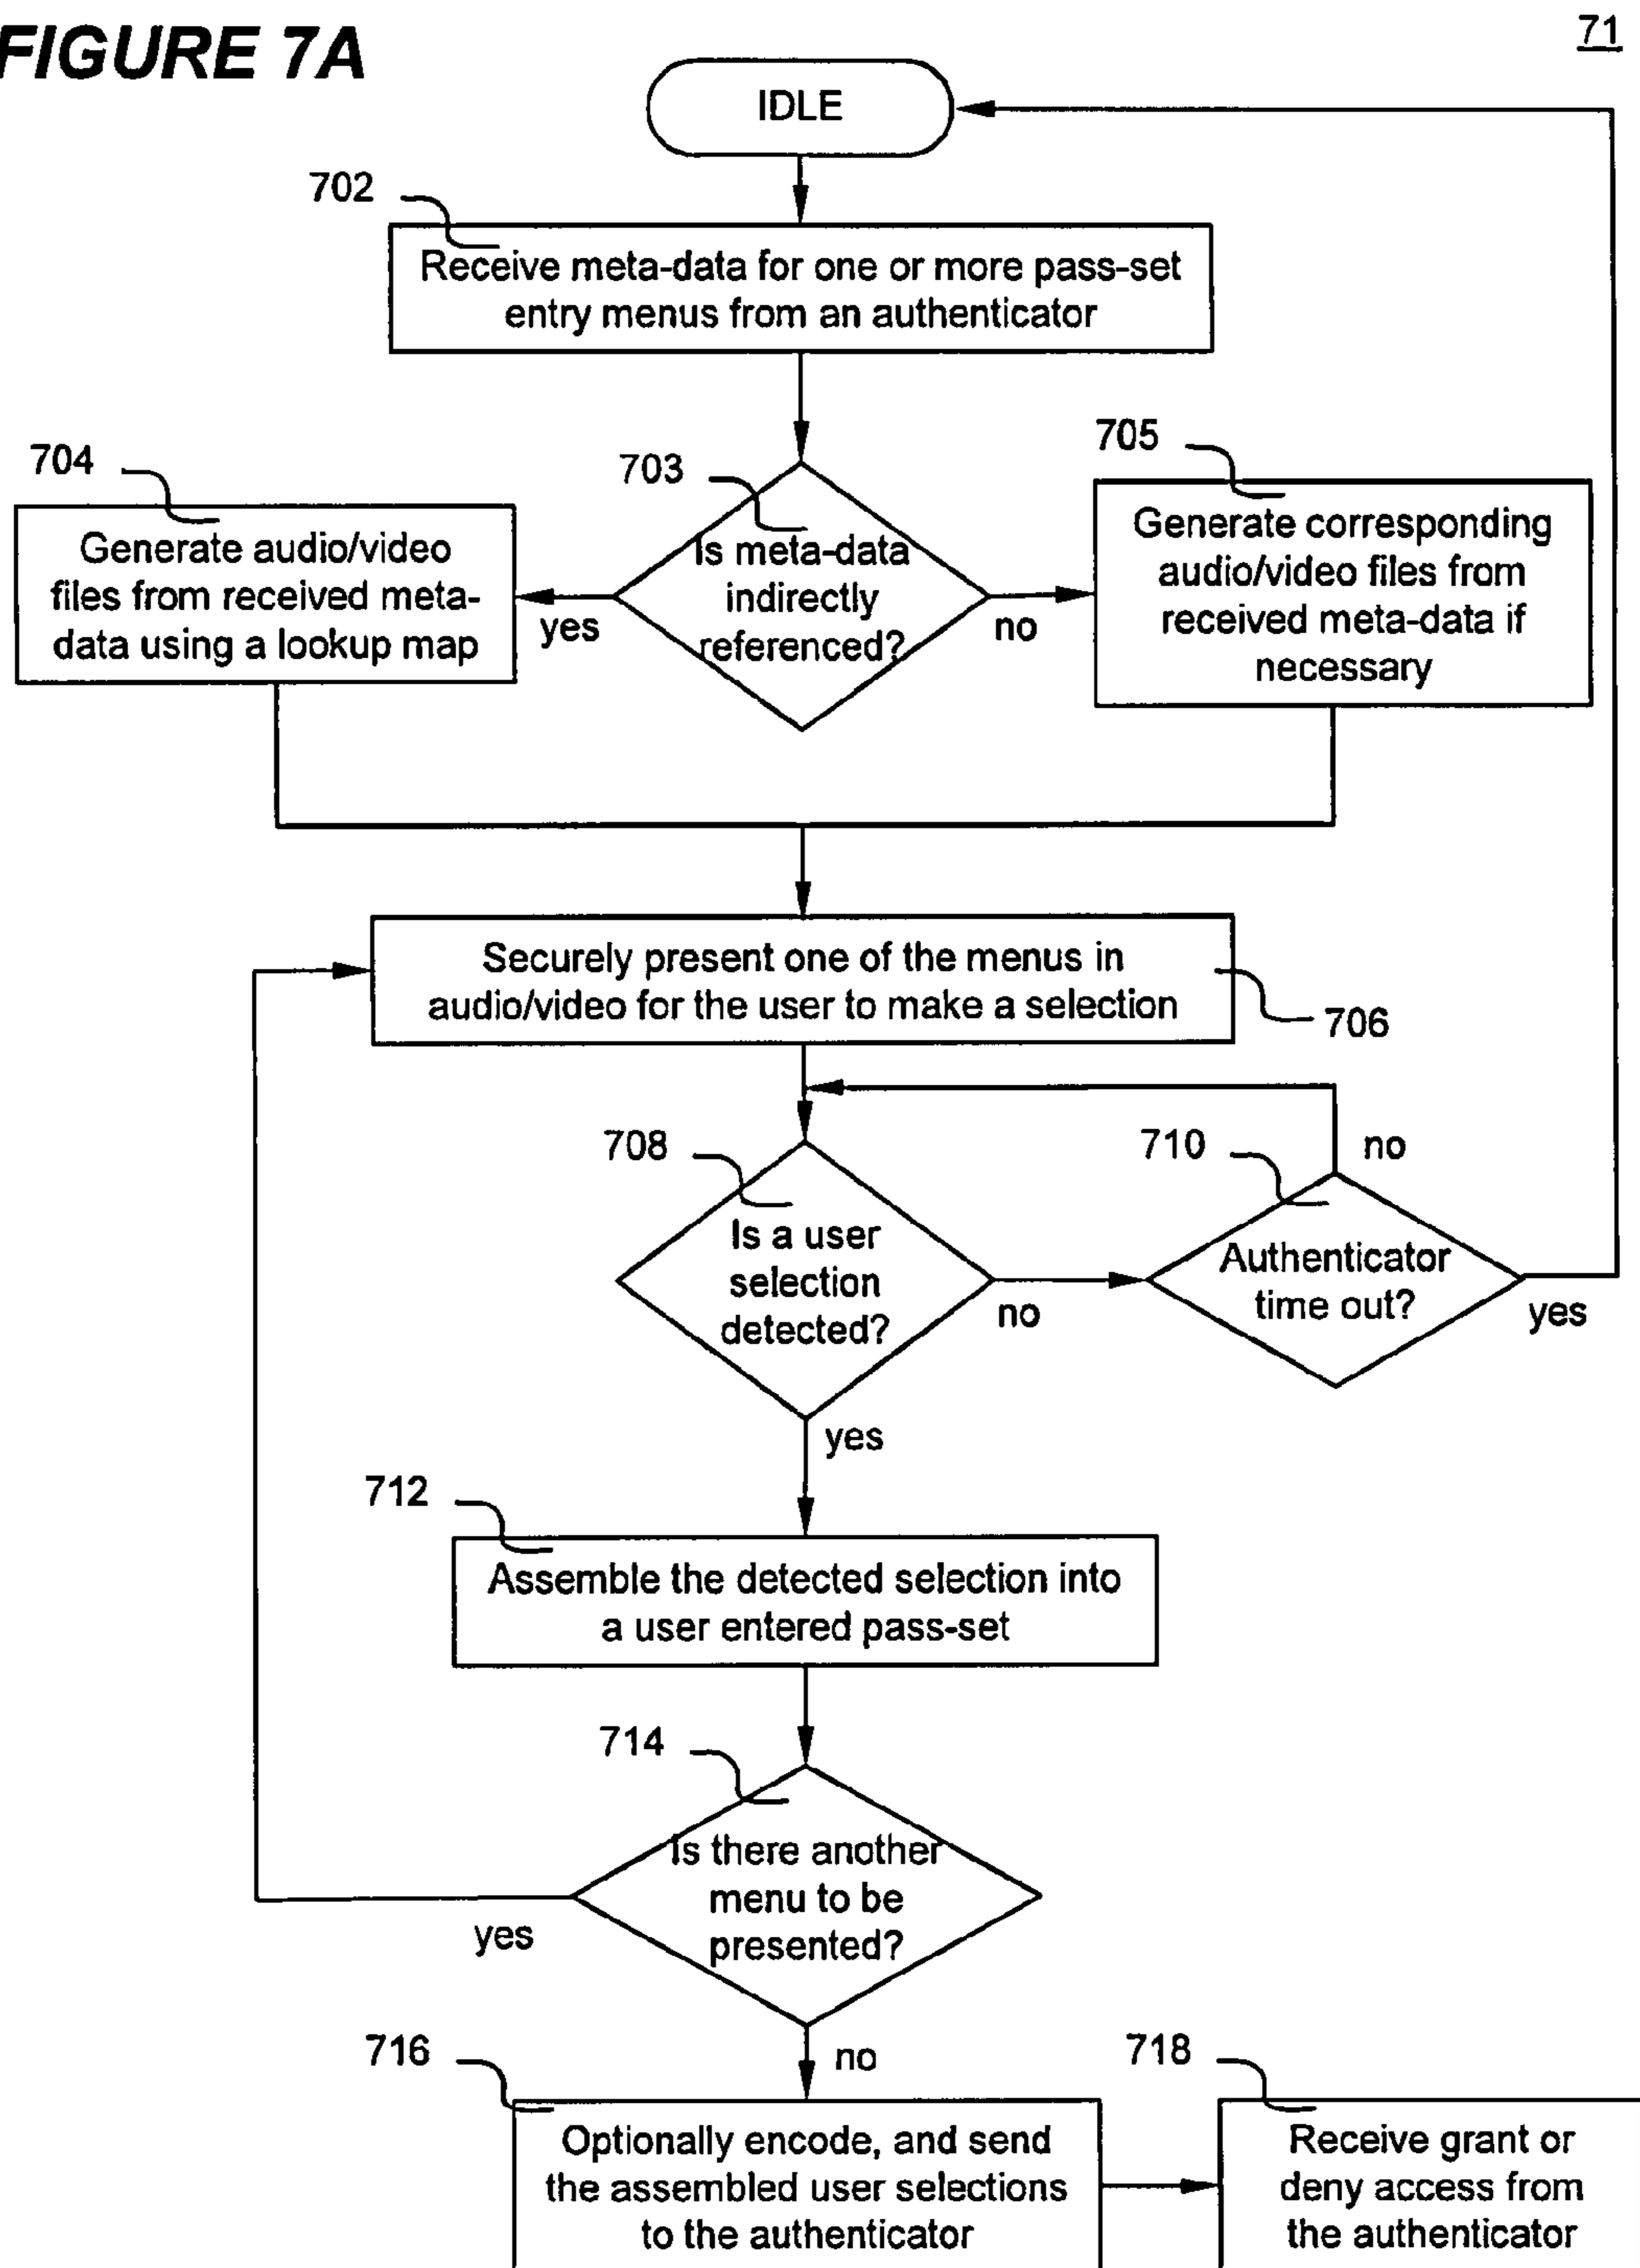 FIGURE 7A
71
IDLE
702
Receive meta-data for one or more pass-set
entry menus from an authenticator
704
703
705
Generate audio/video
files from received meta-
data using a lookup map
yes
Is meta-data
indirectly
referenced?
no
Generate corresponding
audio/video files from
received meta-data if
necessary
Securely present one of the menus in
audio/video for the user to make a selection
706
708
Is a user
selection
detected?
no
710
no
Authenticator
time out?
yes
yes
712
Assemble the detected selection into
a user entered pass-set
714
Is there another
menu to be
presented?
yes
no
716
Optionally encode, and send
the assembled user selections
to the authenticator
718
Receive grant or
deny access from
the authenticator